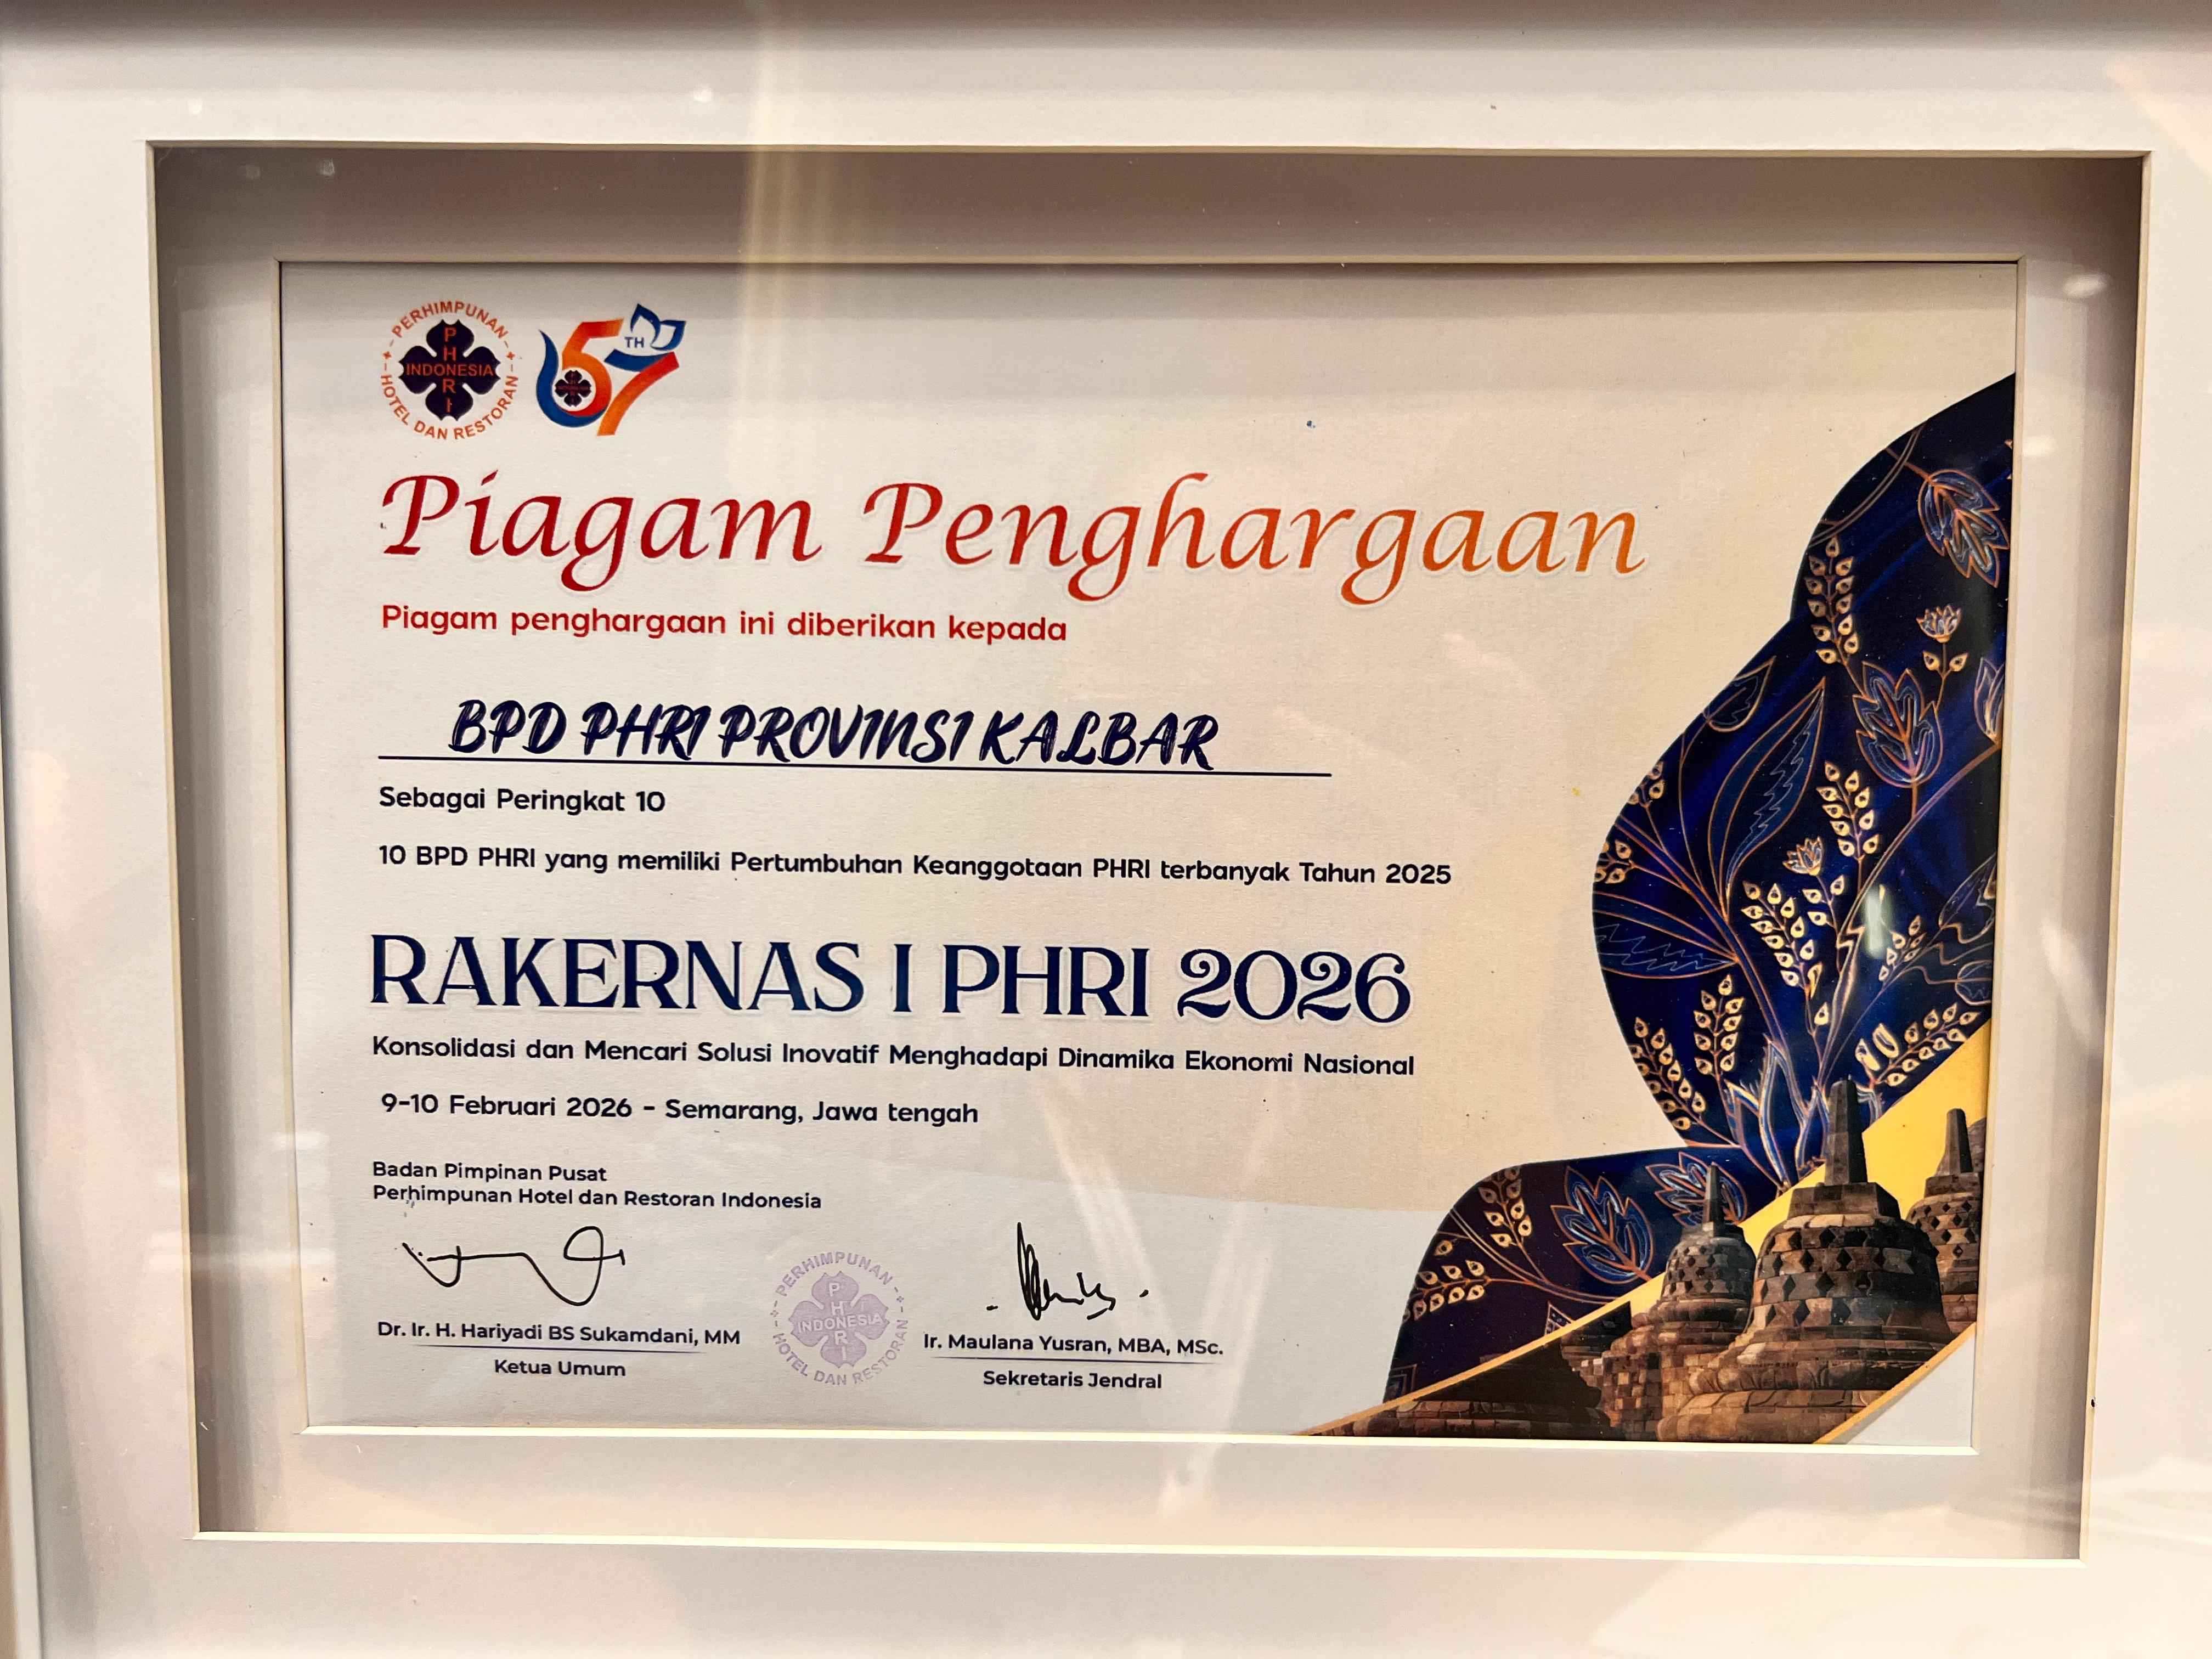 PERHIMPUNAN
PHRI
INDONESIA
HOTEL DAN RESTORAN
57 TH
Piagam Penghargaan
Piagam penghargaan ini diberikan kepada
BPD PHRI PROVINSI KALBAR
Sebagai Peringkat 10
10 BPD PHRI yang memiliki Pertumbuhan Keanggotaan PHRI terbanyak Tahun 2025
RAKERNAS I PHRI 2026
Konsolidasi dan Mencari Solusi Inovatif Menghadapi Dinamika Ekonomi Nasional
9-10 Februari 2026 - Semarang, Jawa tengah
Badan Pimpinan Pusat
Perhimpunan Hotel dan Restoran Indonesia
PERHIMPUNAN
PHRI
INDONESIA
HOTEL DAN RESTORAN
Dr. Ir. H. Hariyadi BS Sukamdani, MM
Ketua Umum
Ir. Maulana Yusran, MBA, MSc.
Sekretaris Jendral